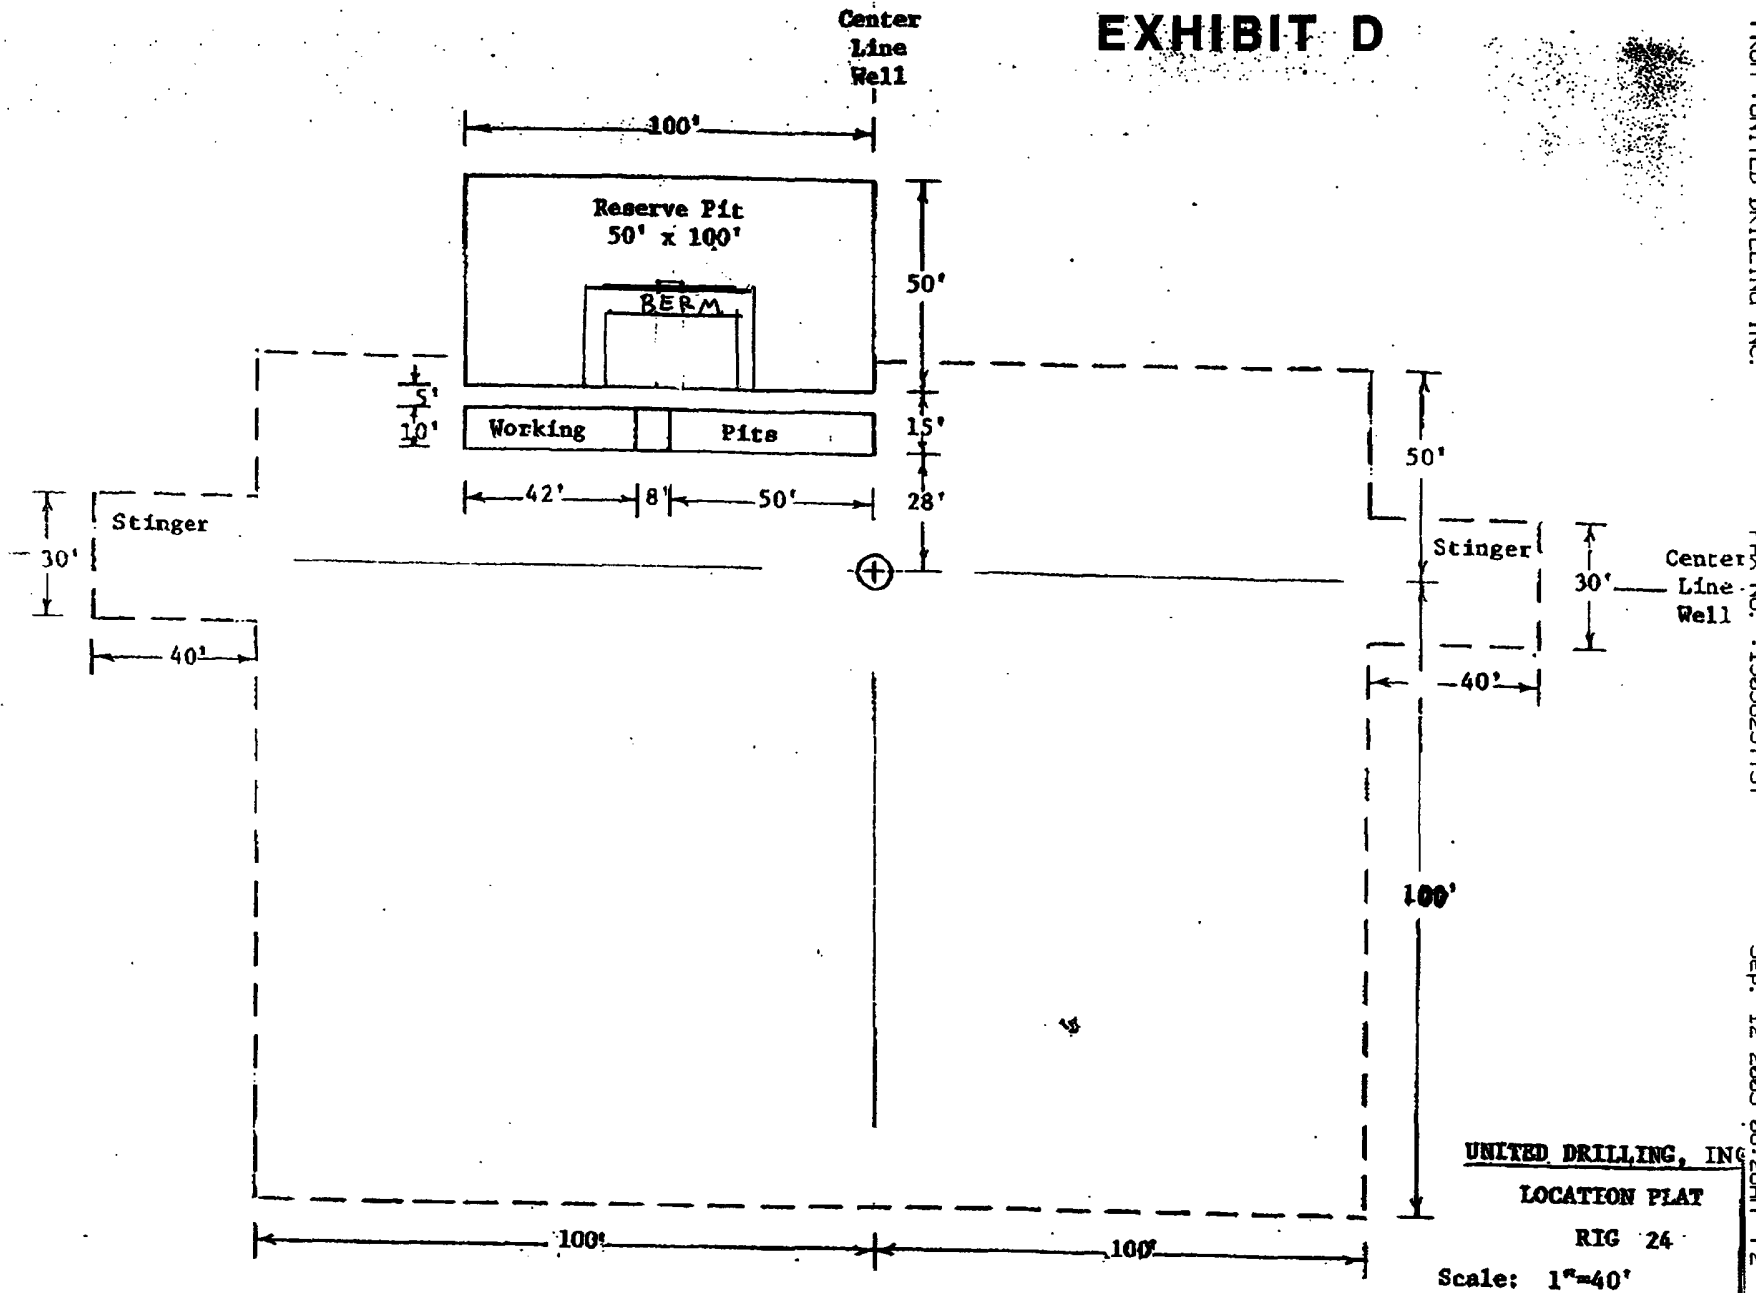 EXHIBIT D
Center
Line
Well
100'
Reserve Pit
50' x 100'
BERM
50'
5'
10'
Working
Pits
15'
42'
8'
50'
28'
50'
Stinger
30'
40'
Stinger
30'
Center
Line
Well
40'
100'
100'
100'
UNITED DRILLING, INC
LOCATION PLAT
RIG 24
Scale: 1"=40'